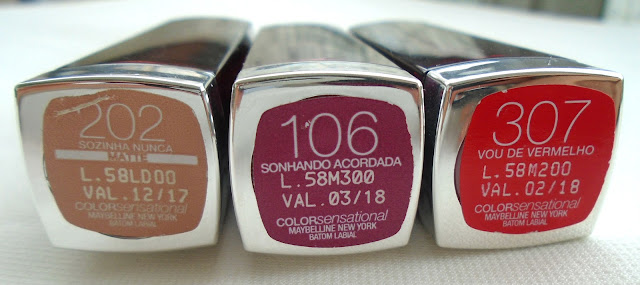 202
SOZINHA NUNCA
MATTE
L.58LD00
VAL.12/17
COLORsensational
MAYBELLINE NEW YORK
BATOM LABIAL
106
SONHANDO ACORDADA
L.58M300
VAL.03/18
COLORsensational
MAYBELLINE NEW YORK
BATOM LABIAL
307
VOU DE VERMELHO
L.58M200
VAL.02/18
COLORsensational
MAYBELLINE NEW YORK
BATOM LABIAL